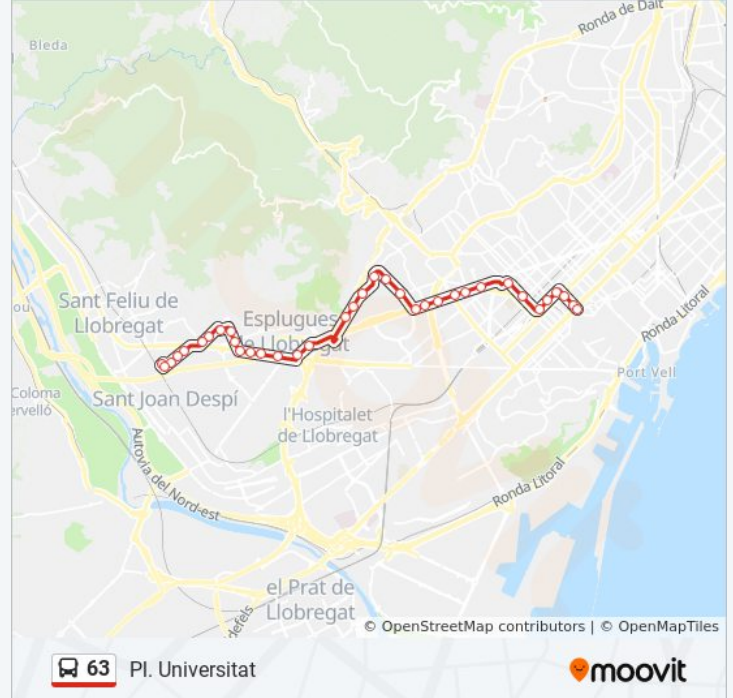 Ronda de Dalt
Bleda
Sant Feliu de
Llobregat
Esplugues
de Llobregat
Ronda Litoral
Port Vell
Coloma
ervelló
Sant Joan Despí
l'Hospitalet
de Llobregat
Autovia del Nord-est
Ronda Litoral
el Prat de
Llobregat
defels
© OpenStreetMap contributors | © OpenMapTiles
63 Pl. Universitat
moovit